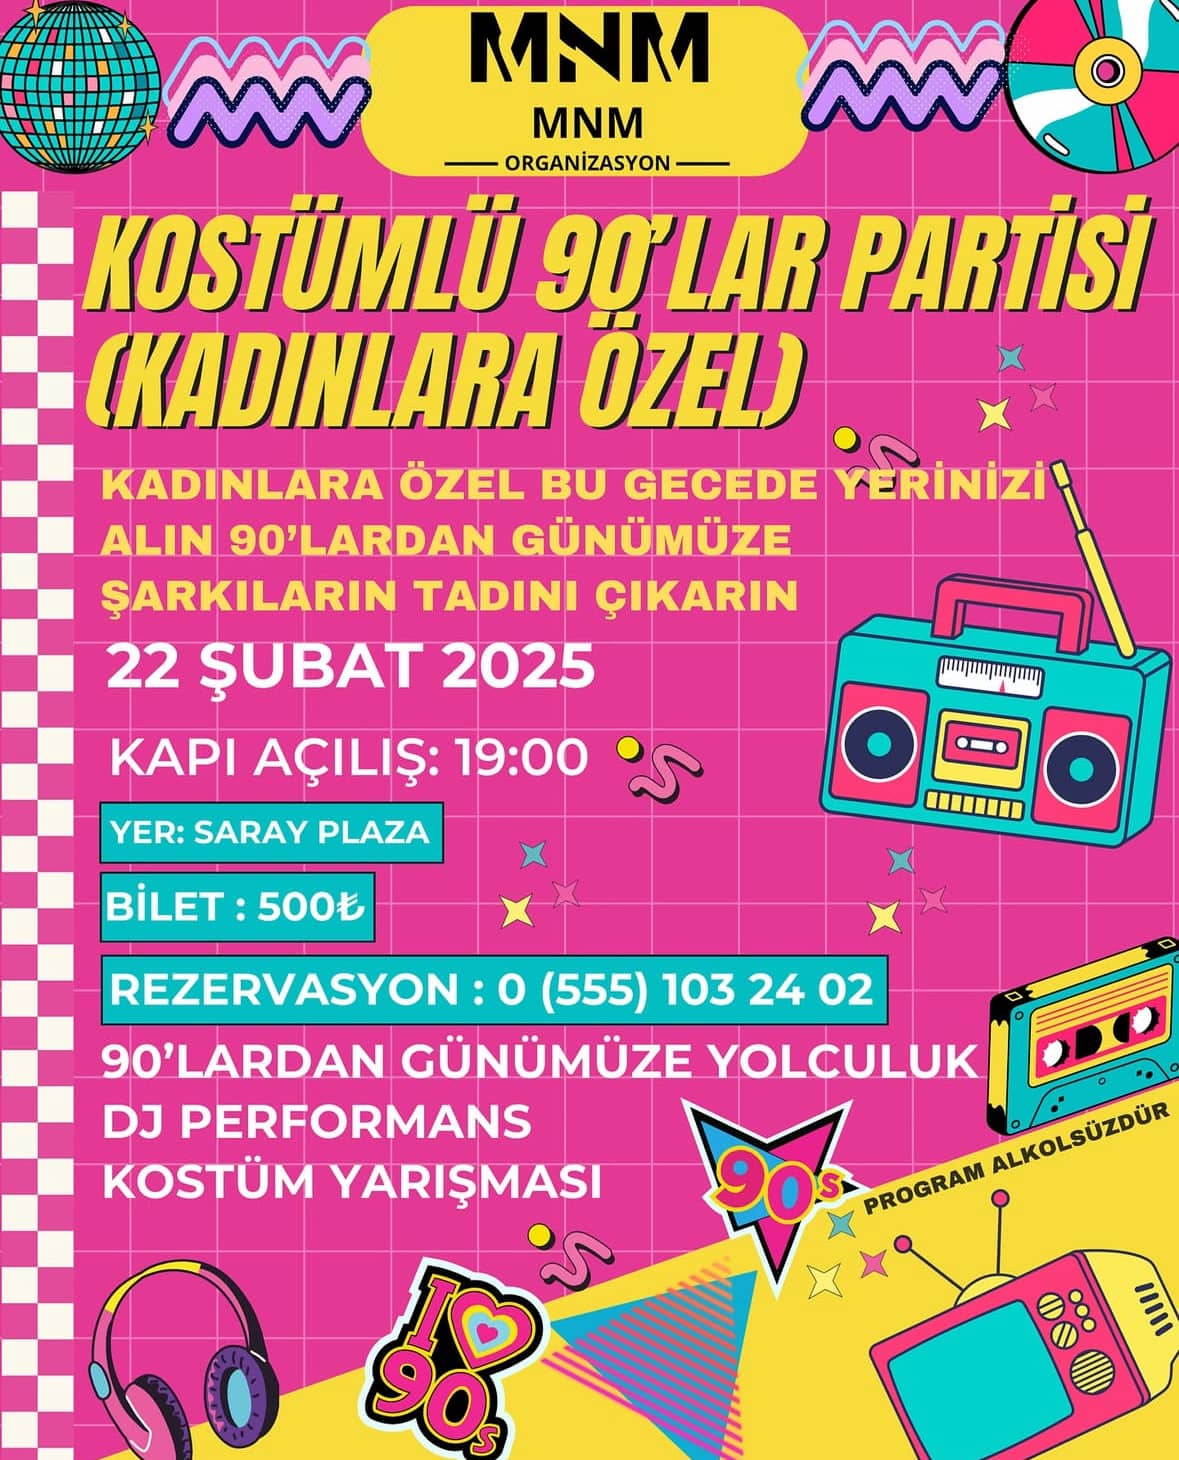 MNM
MNM
ORGANİZASYON
KOSTÜMLÜ 90'LAR PARTİSİ
(KADINLARA ÖZEL)
KADINLARA ÖZEL BU GECEDE YERİNİZİ
ALIN 90'LARDAN GÜNÜMÜZE
ŞARKILARIN TADINI ÇIKARIN
22 ŞUBAT 2025
KAPI AÇILIŞ: 19:00
YER: SARAY PLAZA
BİLET : 500₺
REZERVASYON : 0 (555) 103 24 02
90'LARDAN GÜNÜMÜZE YOLCULUK
DJ PERFORMANS
KOSTÜM YARIŞMASI
PROGRAM ALKOLSÜZDÜR
90s
I
90s